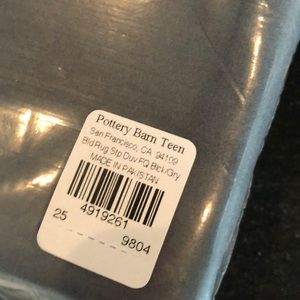 Pottery Barn Teen
San Francisco, CA 94109
Bld Rug Stp Duv FQ Blck/Gry
MADE IN PAKISTAN
4919261
25 9804